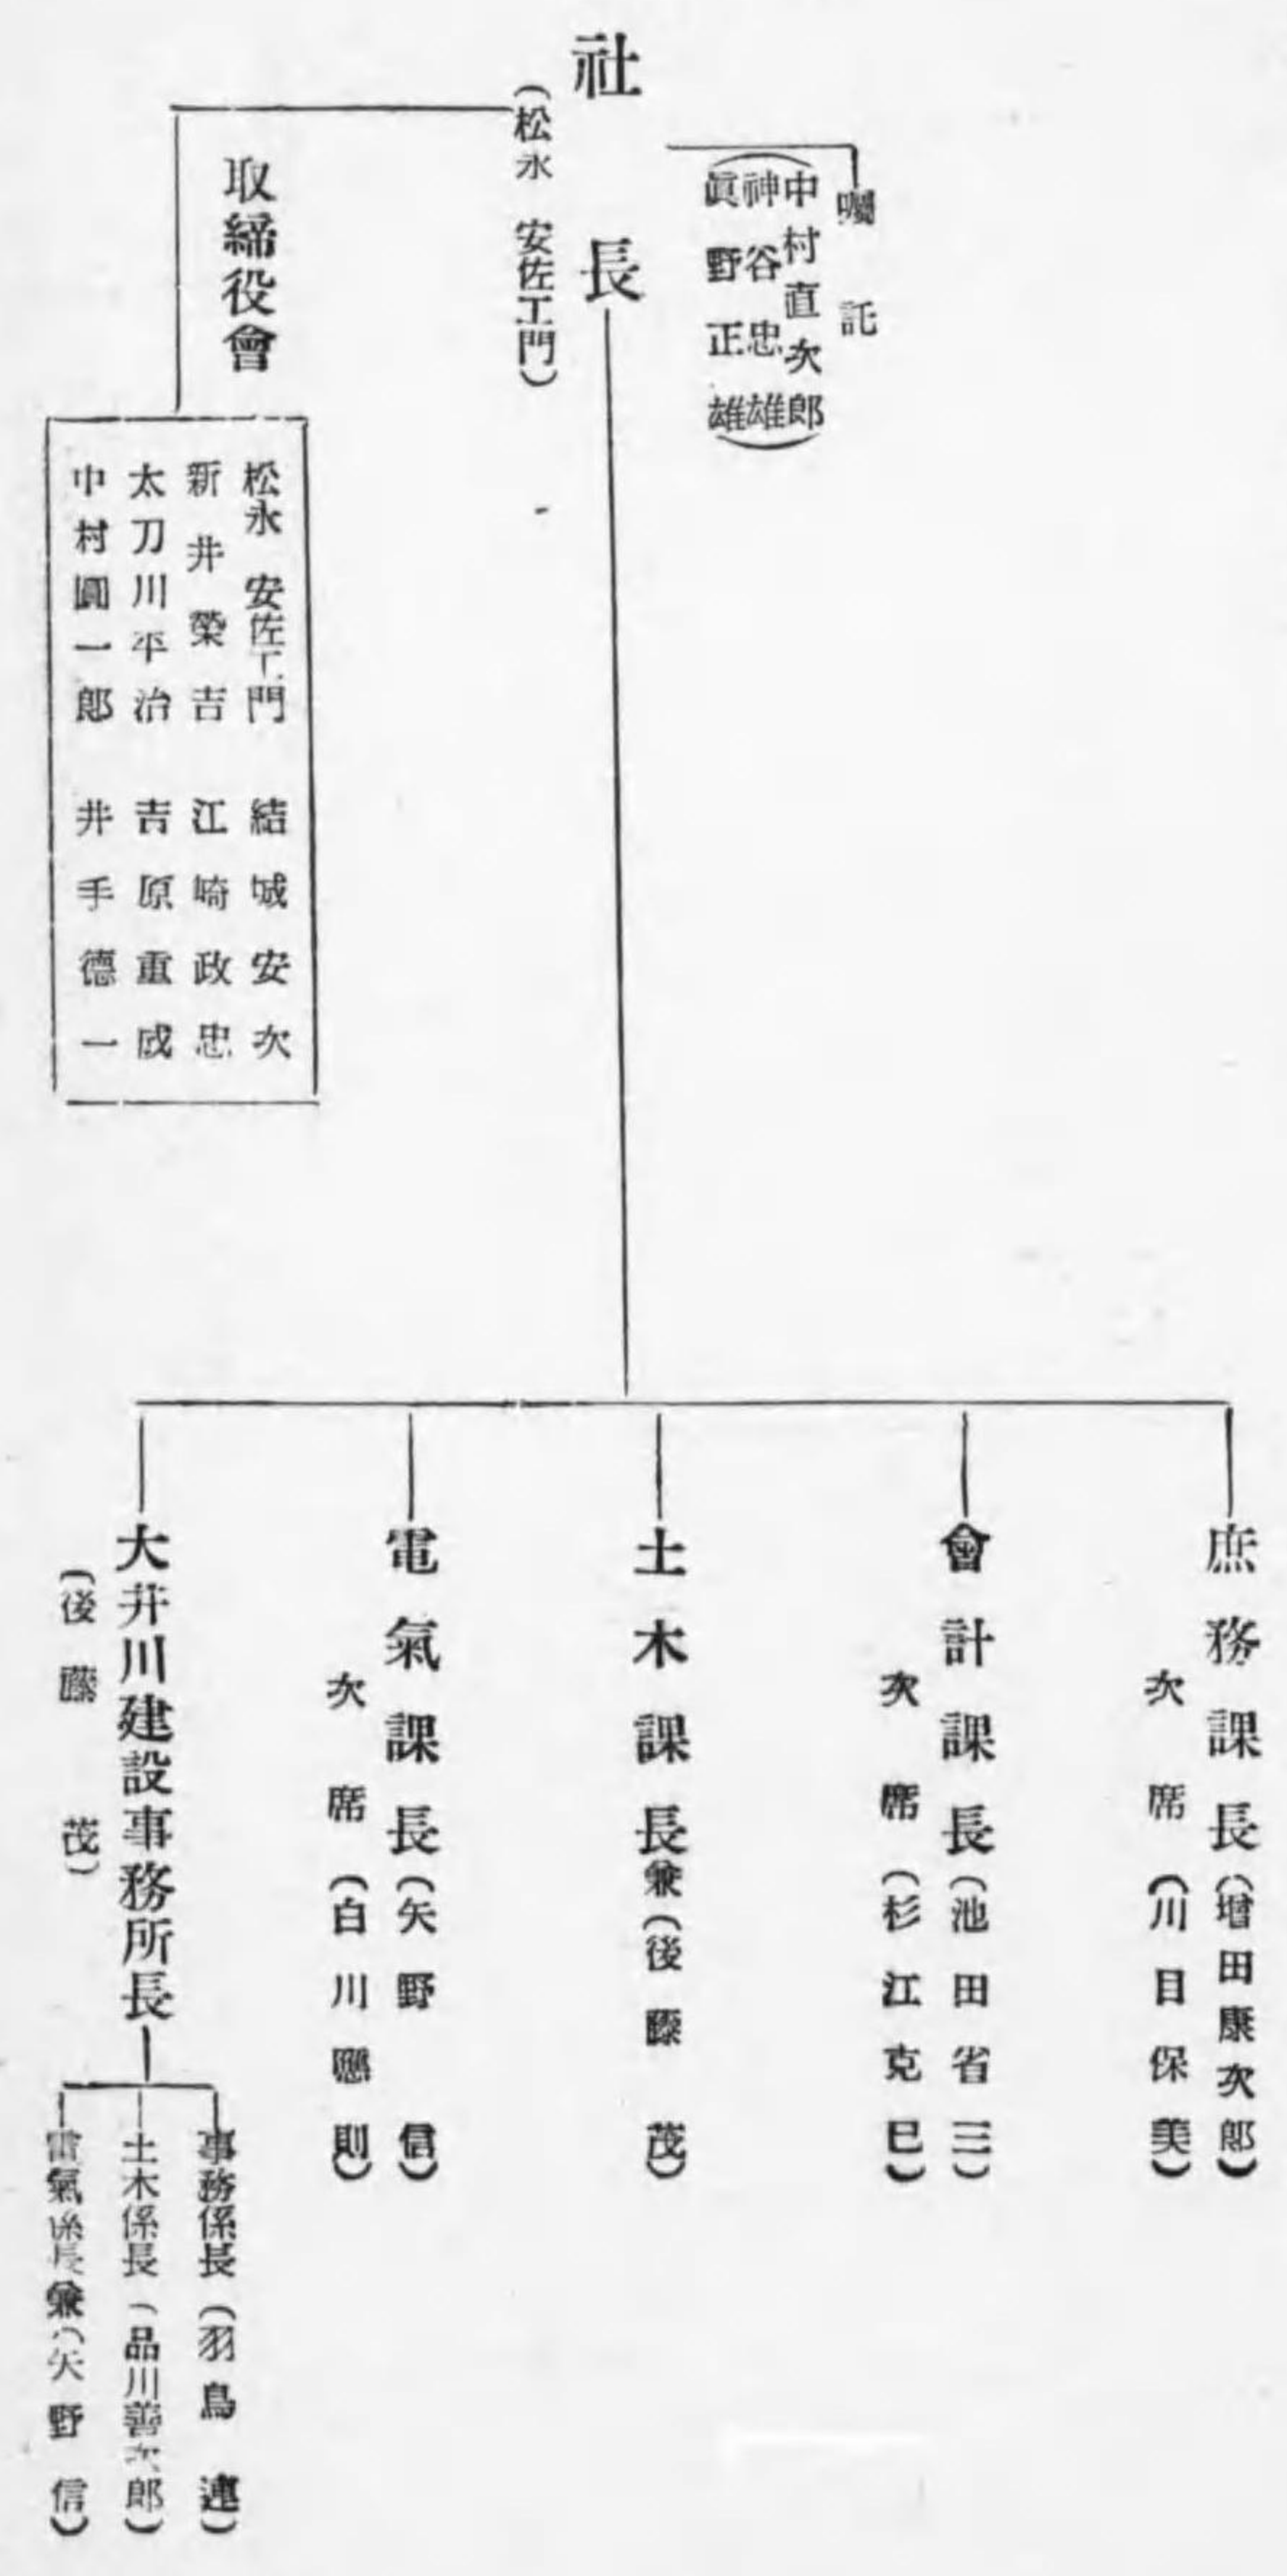 囑託
中村直次郎
神谷忠雄
眞野正雄
社長
(松永安佐エ門)
取締役會
松永安佐エ門 結城安次
新井榮吉 江崎政忠
太刀川平治 吉原重成
中村圓一郎 井手德一
庶務課長(増田康次郎)
次席(川目保美)
會計課長(池田省三)
次席(杉江克巳)
土木課長兼(後藤茂)
電氣課長(矢野信)
次席(白川 則)
大井川建設事務所長
(後藤茂)
事務係長(羽鳥連)
土木係長(品川善次郎)
電氣係長兼(矢野信)